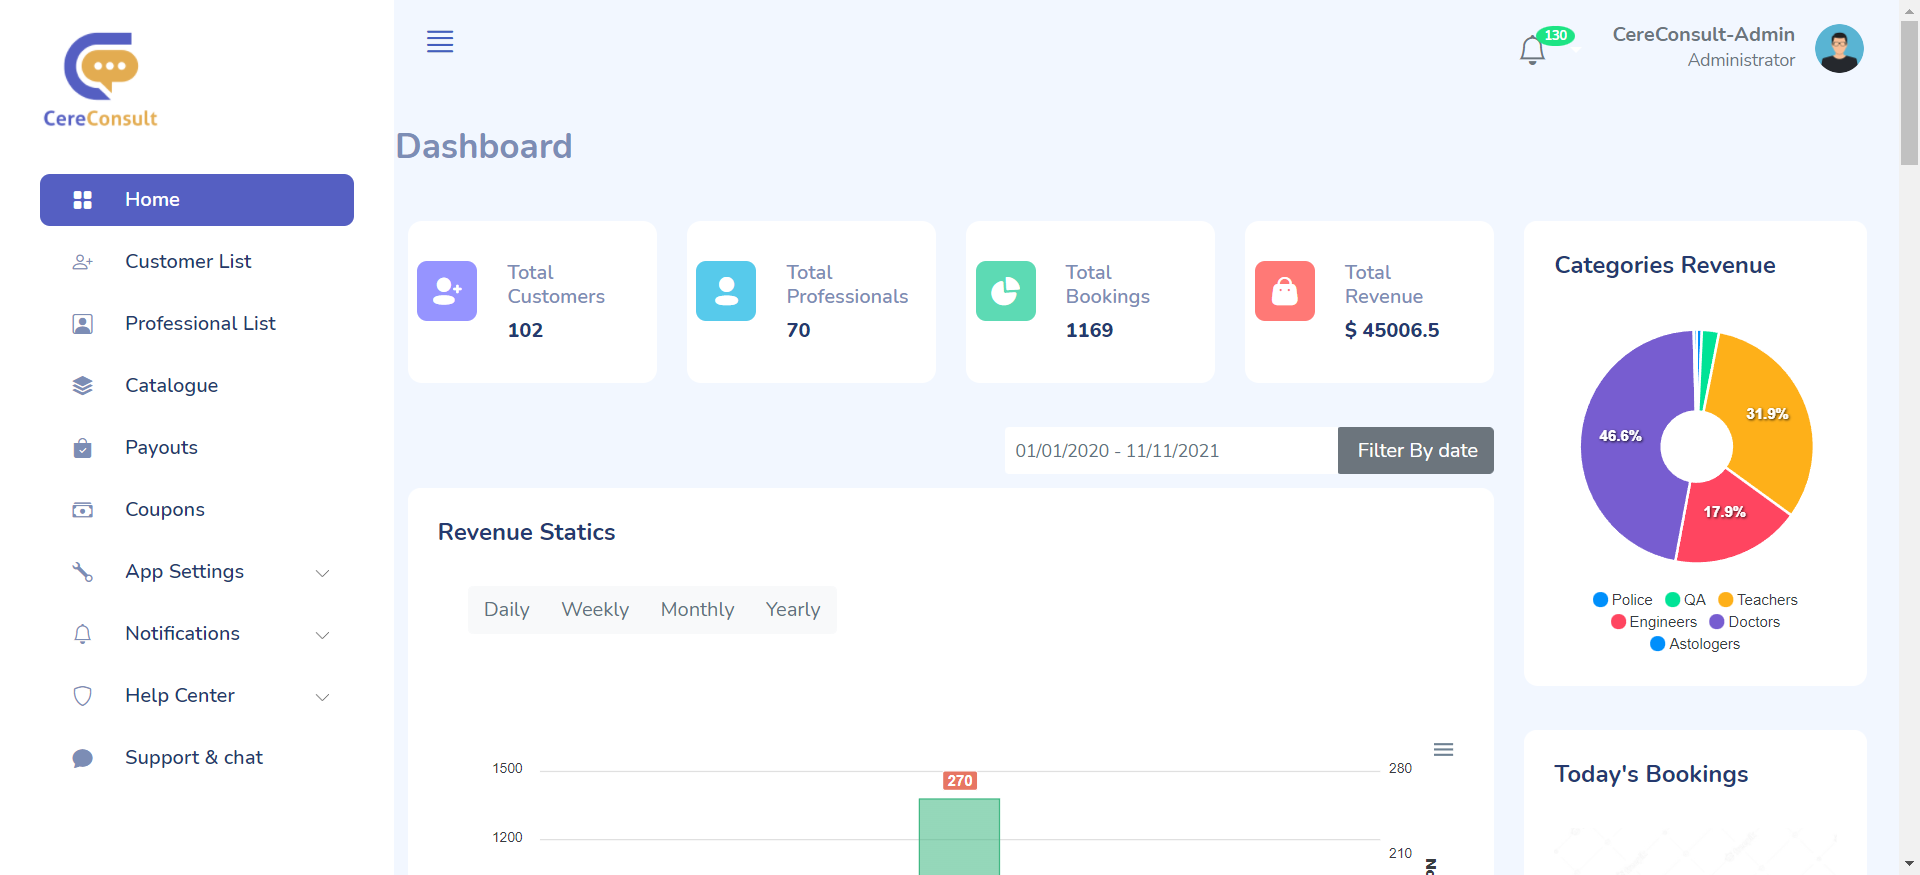 CereConsult
Home
Customer List
Professional List
Catalogue
Payouts
Coupons
App Settings
Notifications
Help Center
Support & chat
130
CereConsult-Admin
Administrator
Dashboard
Total
Customers
102
Total
Professionals
70
Total
Bookings
1169
Total
Revenue
$ 45006.5
01/01/2020 - 11/11/2021
Filter By date
Revenue Statics
Daily
Weekly
Monthly
Yearly
1500
1200
270
280
210
Categories Revenue
46.6%
31.9%
17.9%
Police
QA
Teachers
Engineers
Doctors
Astologers
Today's Bookings